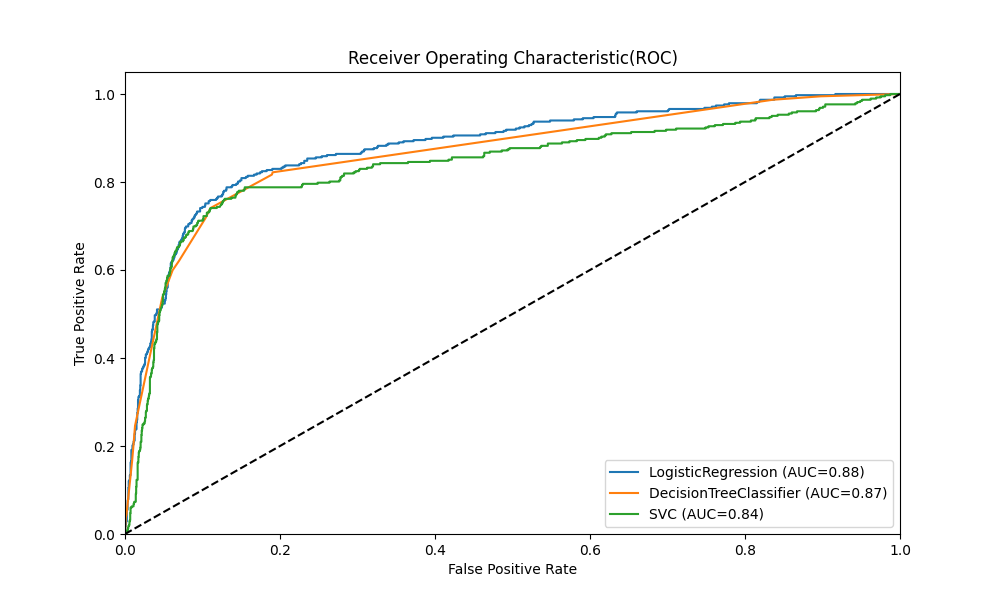 Receiver Operating Characteristic(ROC)
True Positive Rate
1.0
0.8
0.6
0.4
0.2
0.0
0.0 0.2 0.4 0.6 0.8 1.0
False Positive Rate
LogisticRegression (AUC=0.88)
DecisionTreeClassifier (AUC=0.87)
SVC (AUC=0.84)